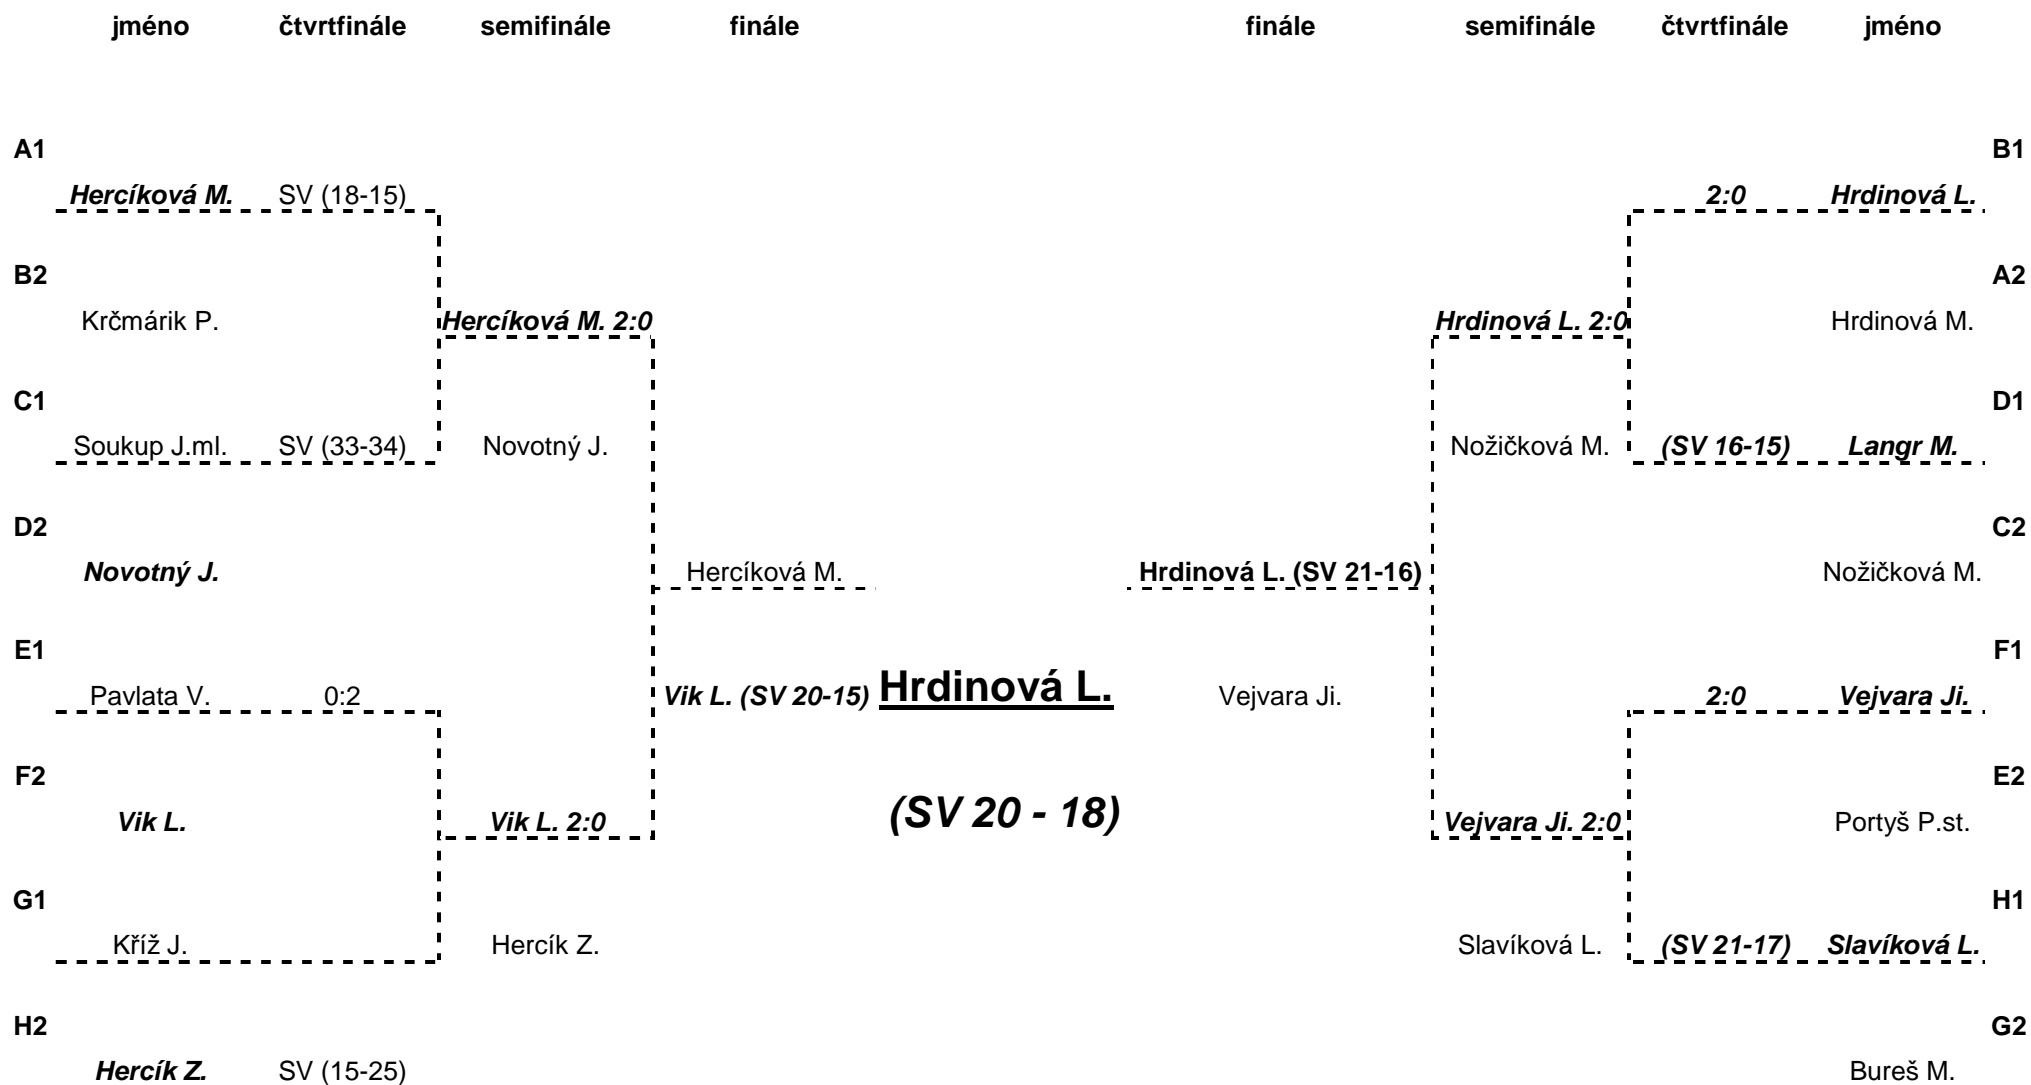 jméno čtvrtfinále semifinále finále finále semifinále čtvrtfinále jméno
A1 B1
Hercíková M. SV (18-15) 2:0 Hrdinová L.
B2 A2
Krčmárik P. Hercíková M. 2:0 Hrdinová L. 2:0 Hrdinová M.
C1 D1
Soukup J.ml. SV (33-34) Novotný J. Nožičková M. (SV 16-15) Langr M.
D2 C2
Novotný J. Hercíková M. Hrdinová L. (SV 21-16) Nožičková M.
E1 F1
Pavlata V. 0:2 Vik L. (SV 20-15) Hrdinová L. Vejvara Ji. 2:0 Vejvara Ji.
F2 E2
Vik L. Vik L. 2:0 (SV 20 - 18) Vejvara Ji. 2:0 Portyš P.st.
G1 H1
Kříž J. Hercík Z. Slavíková L. (SV 21-17) Slavíková L.
H2 G2
Hercík Z. SV (15-25) Bureš M.